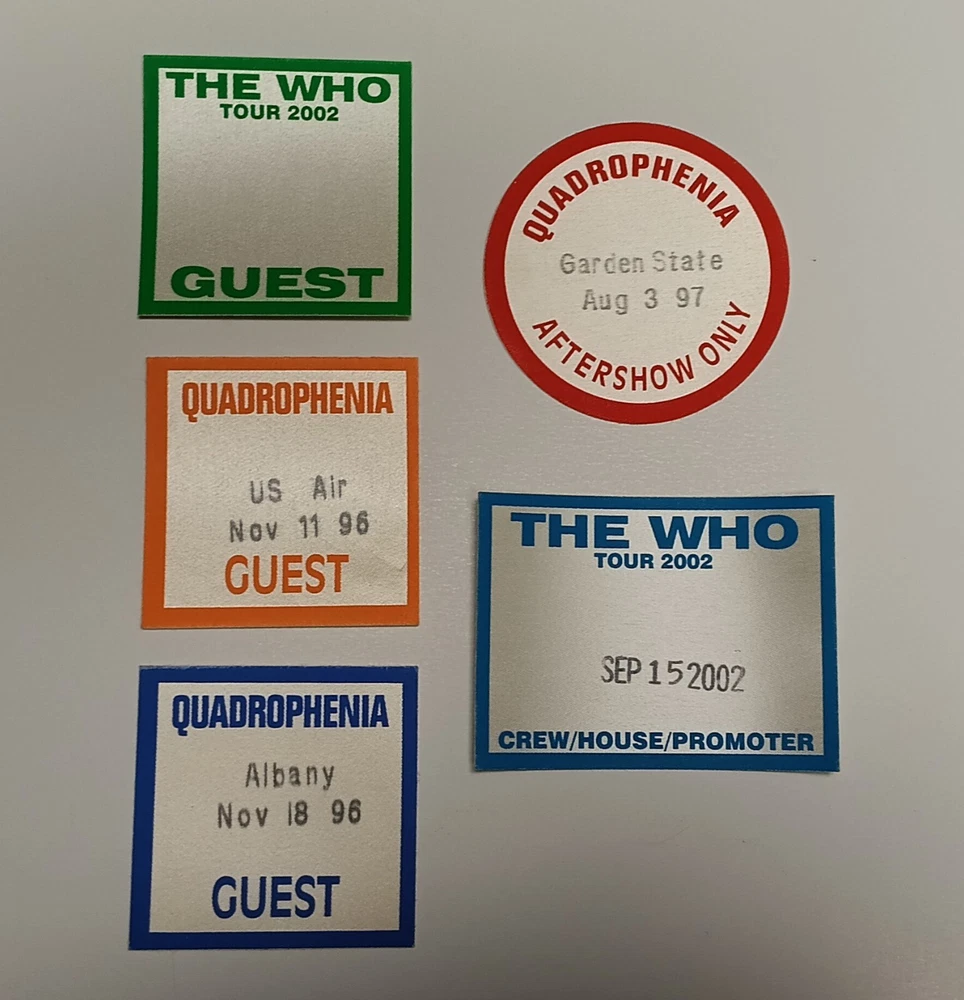 THE WHO
TOUR 2002
GUEST
QUADROPHENIA
Garden State
Aug 3 97
AFTERSHOW ONLY
QUADROPHENIA
US Air
Nov 11 96
GUEST
THE WHO
TOUR 2002
SEP 15 2002
CREW/HOUSE/PROMOTER
QUADROPHENIA
Albany
Nov 18 96
GUEST